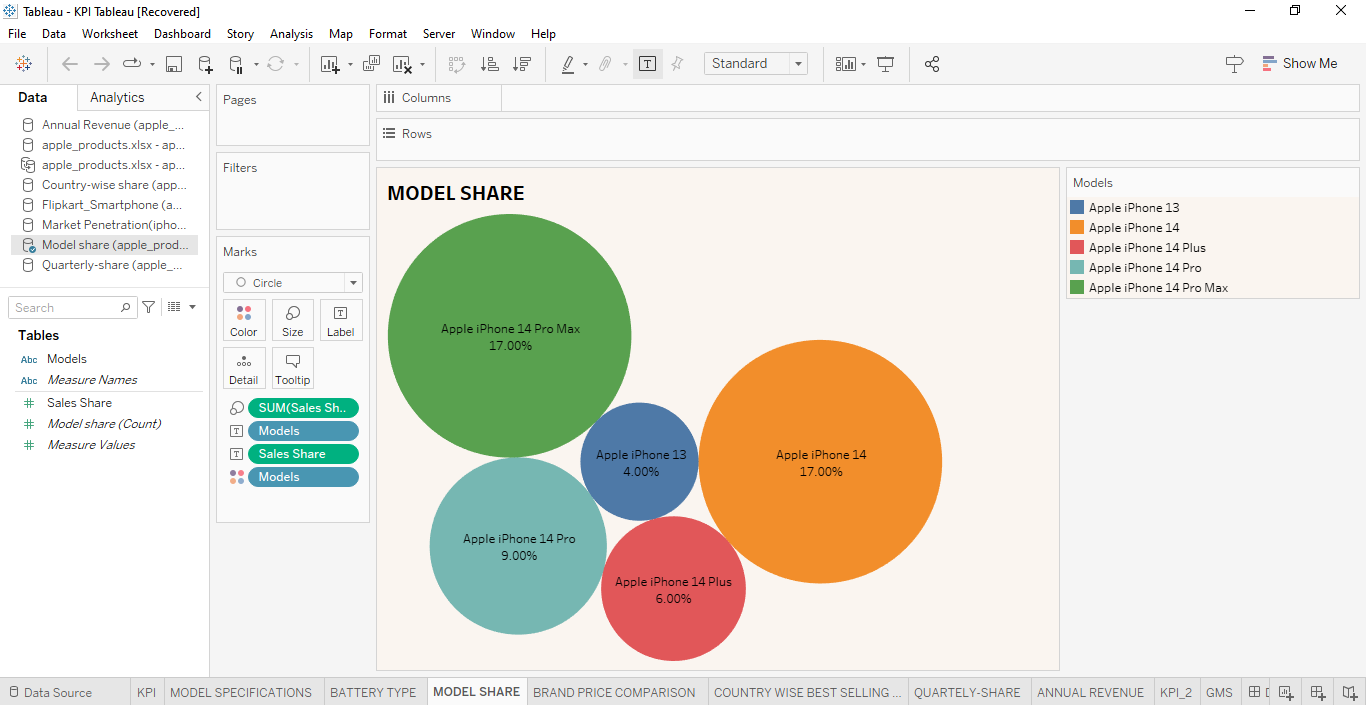 Tableau - KPI Tableau [Recovered]
File Data Worksheet Dashboard Story Analysis Map Format Server Window Help
Standard
Show Me
Data Analytics
Annual Revenue (apple_...
apple_products.xlsx - ap...
apple_products.xlsx - ap...
Country-wise share (app...
Flipkart_Smartphone (a...
Market Penetration(ipho...
Model share (apple_prod...
Quarterly-share (apple_...
Search
Tables
Abc Models
Abc Measure Names
Sales Share
Model share (Count)
Measure Values
Pages
Filters
Marks
Circle
Color Size Label
Detail Tooltip
SUM(Sales Sh..
Models
Sales Share
Models
Columns
Rows
MODEL SHARE
Apple iPhone 14 Pro Max
17.00%
Apple iPhone 13
4.00%
Apple iPhone 14
17.00%
Apple iPhone 14 Pro
9.00%
Apple iPhone 14 Plus
6.00%
Models
Apple iPhone 13
Apple iPhone 14
Apple iPhone 14 Plus
Apple iPhone 14 Pro
Apple iPhone 14 Pro Max
Data Source KPI MODEL SPECIFICATIONS BATTERY TYPE MODEL SHARE BRAND PRICE COMPARISON COUNTRY WISE BEST SELLING ... QUARTELY-SHARE ANNUAL REVENUE KPI_2 GMS